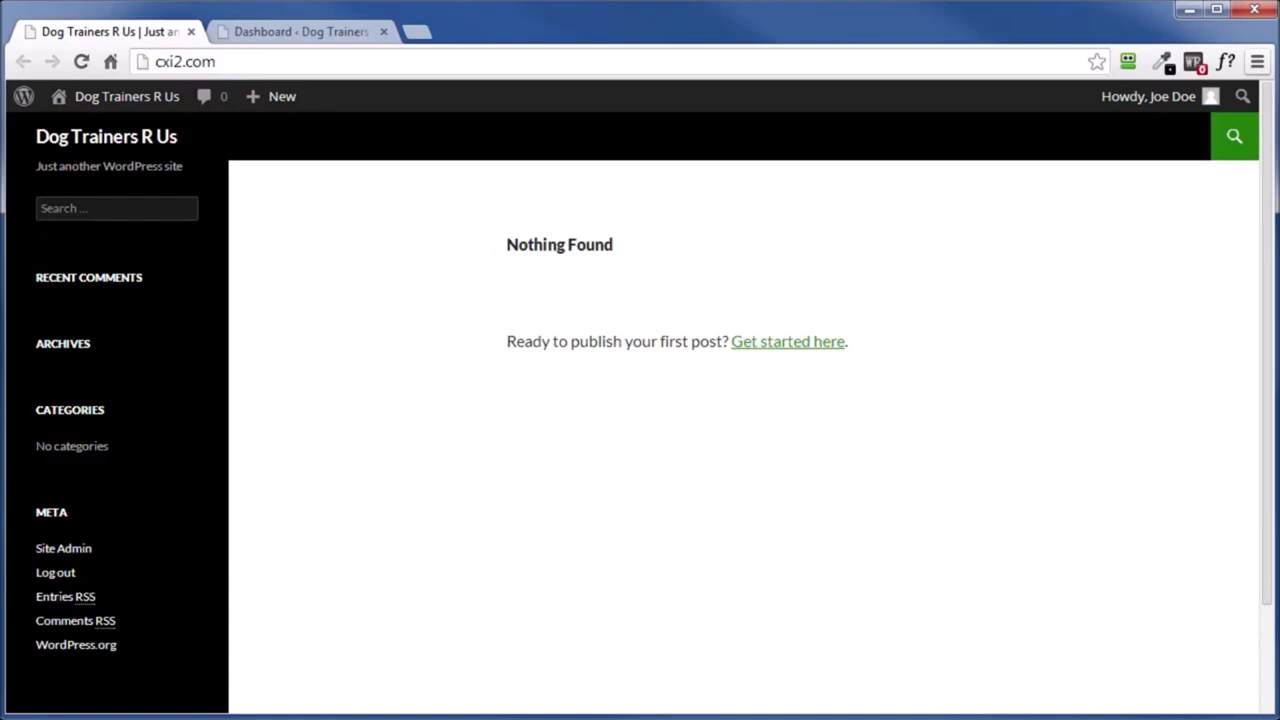 Dog Trainers R Us | Just an
Dashboard ‹ Dog Trainers
cxi2.com
WP 0
f?
Dog Trainers R Us 0 New
Howdy, Joe Doe
Dog Trainers R Us
Just another WordPress site
Search ...
Nothing Found
RECENT COMMENTS
Ready to publish your first post? Get started here.
ARCHIVES
CATEGORIES
No categories
META
Site Admin
Log out
Entries RSS
Comments RSS
WordPress.org